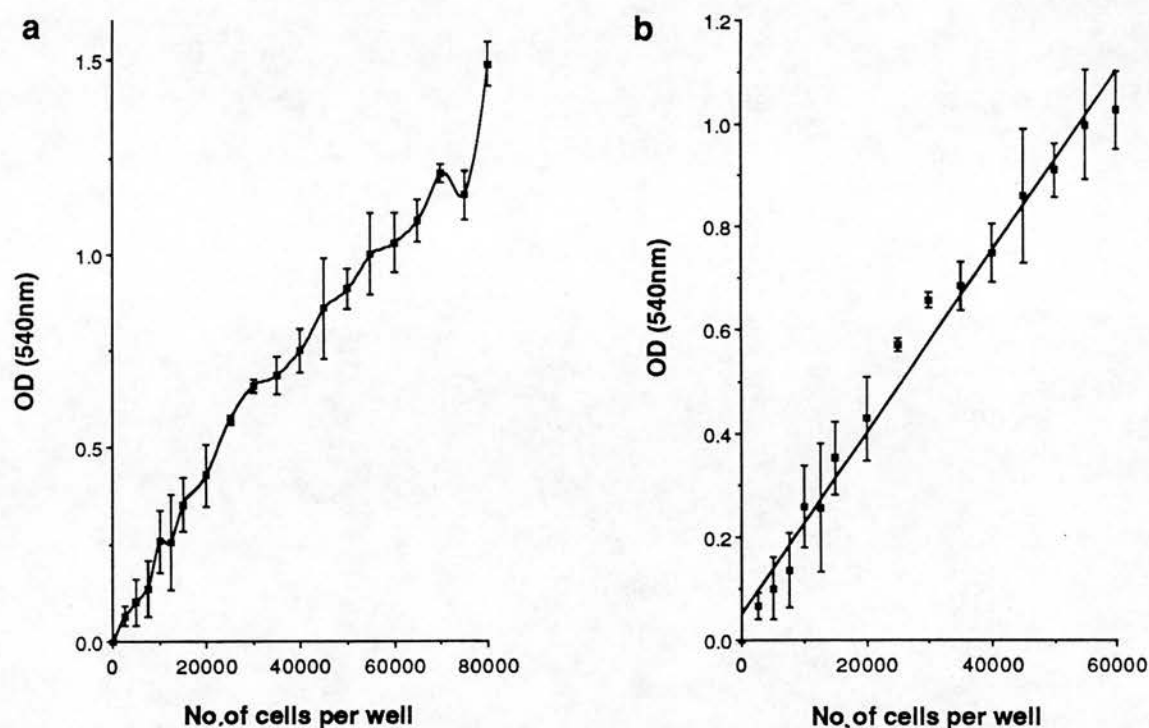 a
1.5
1.0
0.5
0.0
OD (540nm)
0 20000 40000 60000 80000
No.of cells per well
b
1.2
1.0
0.8
0.6
0.4
0.2
0.0
OD (540nm)
0 20000 40000 60000
No.of cells per well